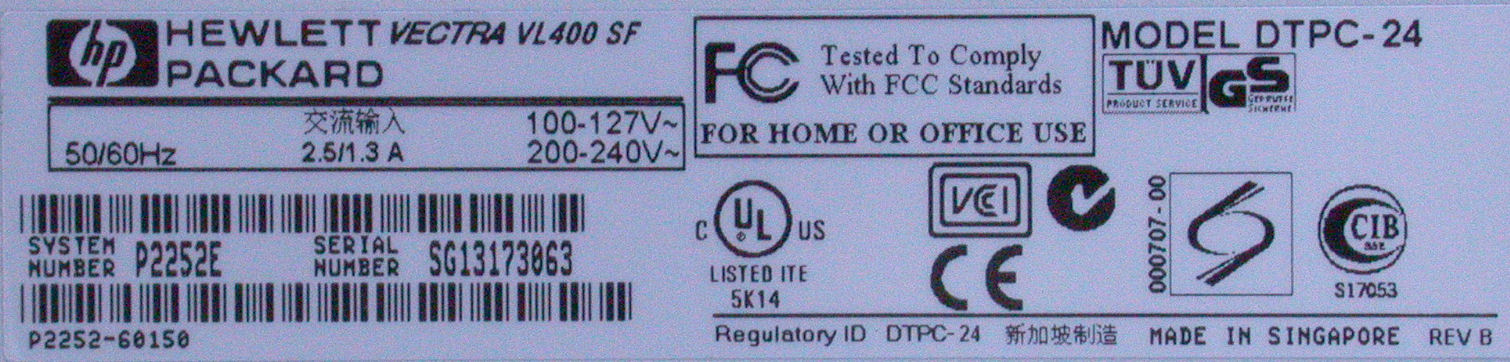 hp HEWLETT PACKARD VECTRA VL400 SF
交流输入 100-127V~
50/60Hz 2.5/1.3 A 200-240V~
SYSTEM NUMBER P2252E SERIAL NUMBER SG13173063
P2252-60150
FC Tested To Comply
With FCC Standards
FOR HOME OR OFFICE USE
MODEL DTPC-24
TÜV GS
PRODUCT SERVICE
C UL US
®
LISTED ITE
5K14
VCI
CE
000707-00
S
CIB
S17053
Regulatory ID DTPC-24 新加坡制造 MADE IN SINGAPORE REV B